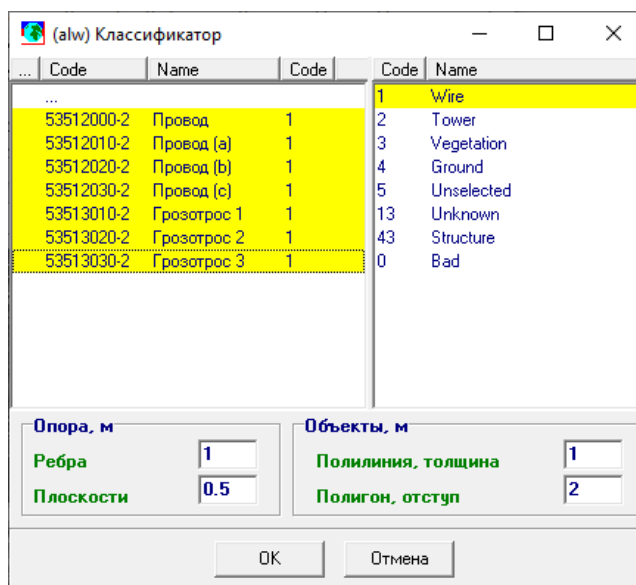 (alw) Классификатор
... Code Name Code
...
53512000-2 Провод 1
53512010-2 Провод (a) 1
53512020-2 Провод (b) 1
53512030-2 Провод (c) 1
53513010-2 Грозотрос 1 1
53513020-2 Грозотрос 2 1
53513030-2 Грозотрос 3 1
Code Name
1 Wire
2 Tower
3 Vegetation
4 Ground
5 Unselected
13 Unknown
43 Structure
0 Bad
Опора, м
Ребра 1
Плоскости 0.5
Объекты, м
Полилиния, толщина 1
Полигон, отступ 2
OK Отмена